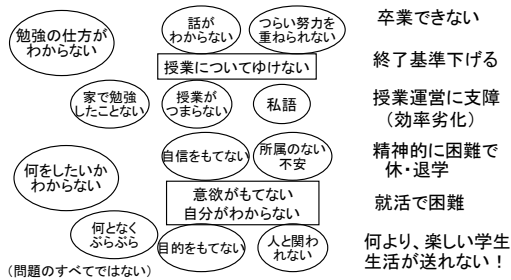 勉強の仕方が
わからない
話が
わからない
つらい努力を
重ねられない
授業についてゆけない
家で勉強
したことない
授業が
つまらない
私語
何をしたいか
わからない
自信をもてない
所属のない
不安
意欲がもてない
自分がわからない
何となく
ぶらぶら
目的をもてない
人と関わ
れない
(問題のすべてではない)
卒業できない
終了基準下げる
授業運営に支障
(効率劣化)
精神的に困難で
休・退学
就活で困難
何より、楽しい学生
生活が送れない！